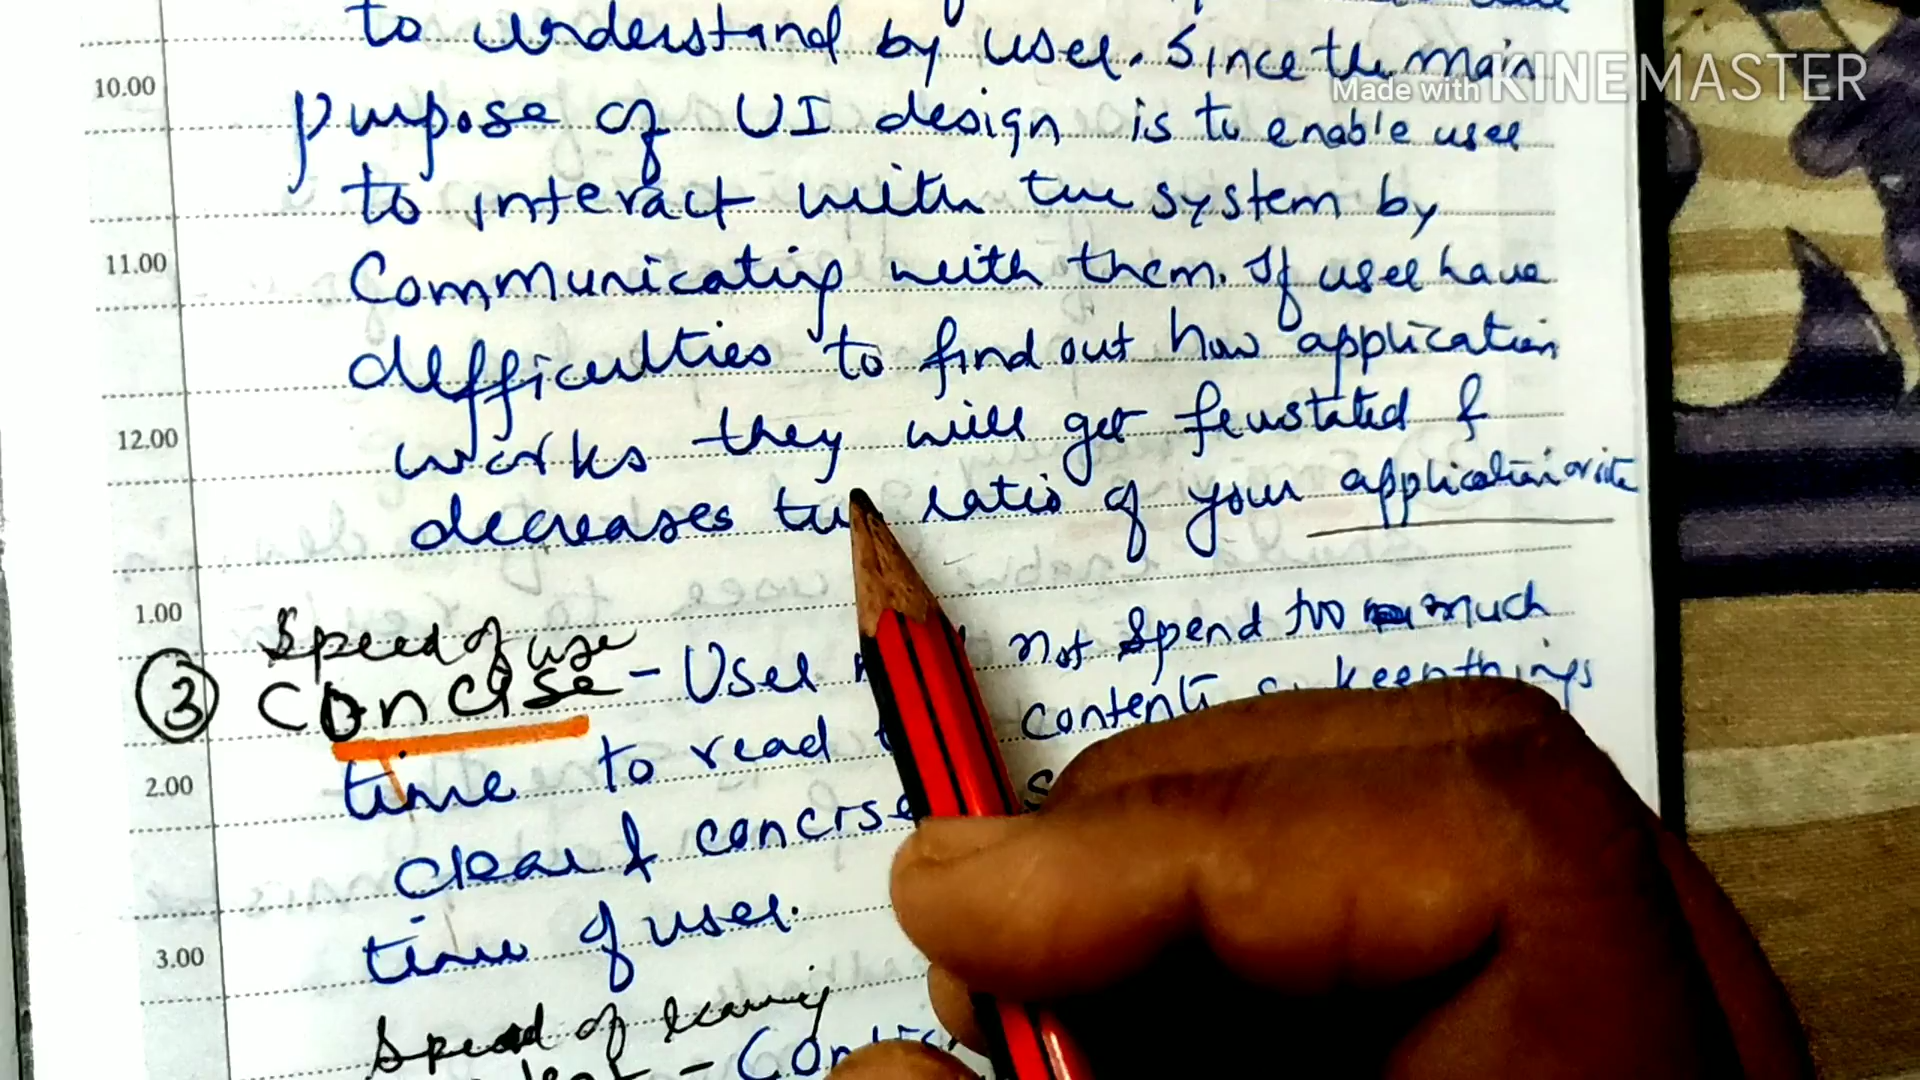 to understand by user. Since the main
Made with KINEMASTER
10.00
purpose of UI design is to enable user
to interact with the system by
11.00
Communicating with them. If user have
difficulties to find out how application
12.00
works they will get frustated &
decreases the ratio of your application or site
1.00
Speed of use
③ Concise - User not spend too much
time to read contents so keep things
2.00
clear & concise
time of user.
3.00
Speed of learning